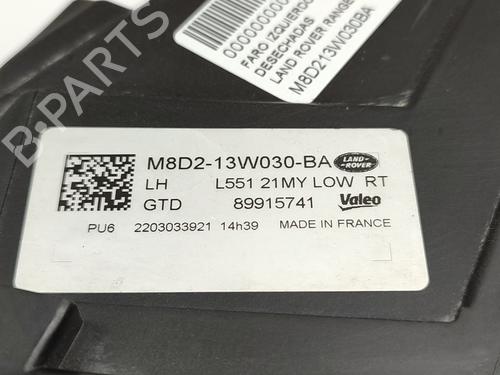 B-PARTS
00000000
FARO IZQUIERDO
DESECHADAS
LAND ROVER RANGE
M8D213W030BA
M8D2-13W030-BA LAND-ROVER
LH L551 21MY LOW RT
GTD 89915741 Valeo
PU6 2203033921 14h39 MADE IN FRANCE